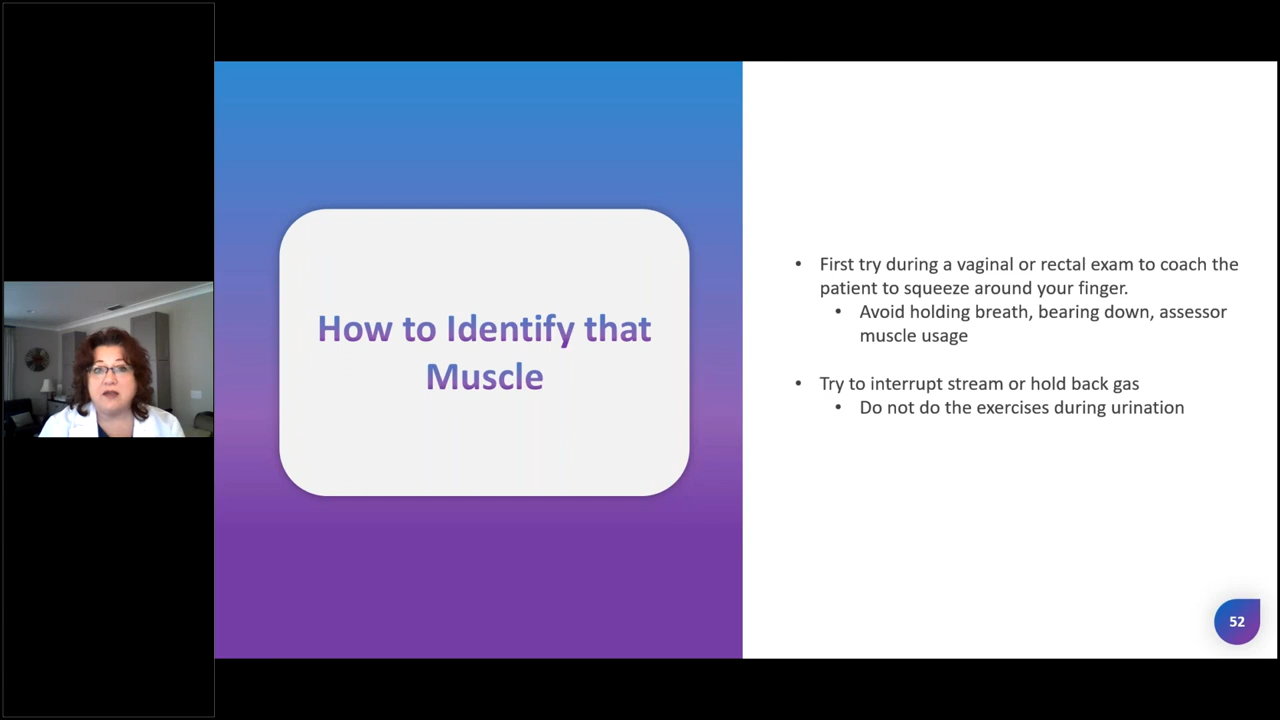 How to Identify that
Muscle
• First try during a vaginal or rectal exam to coach the
patient to squeeze around your finger.
• Avoid holding breath, bearing down, assessor
muscle usage
• Try to interrupt stream or hold back gas
• Do not do the exercises during urination
52